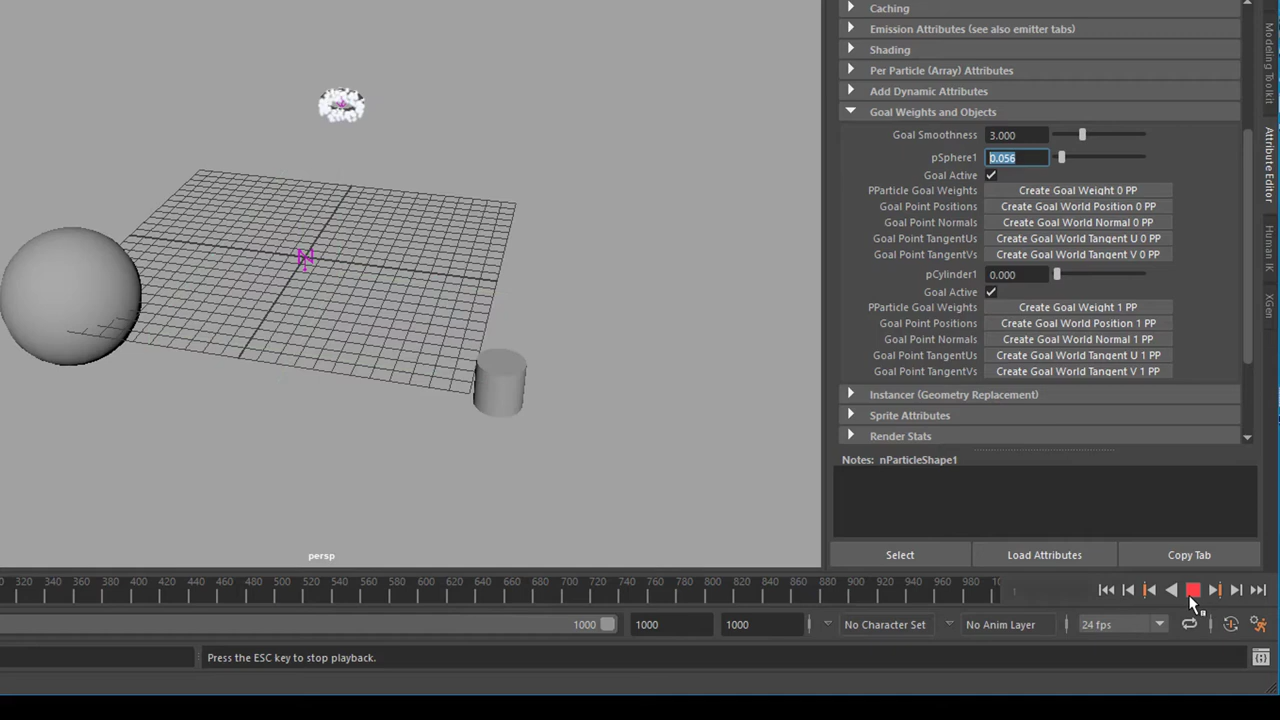 Caching
Emission Attributes (see also emitter tabs)
Shading
Per Particle (Array) Attributes
Add Dynamic Attributes
Goal Weights and Objects
Goal Smoothness 3.000
pSphere1 0.056
Goal Active
PParticle Goal Weights Create Goal Weight 0 PP
Goal Point Positions Create Goal World Position 0 PP
Goal Point Normals Create Goal World Normal 0 PP
Goal Point TangentUs Create Goal World Tangent U 0 PP
Goal Point TangentVs Create Goal World Tangent V 0 PP
pCylinder1 0.000
Goal Active
PParticle Goal Weights Create Goal Weight 1 PP
Goal Point Positions Create Goal World Position 1 PP
Goal Point Normals Create Goal World Normal 1 PP
Goal Point TangentUs Create Goal World Tangent U 1 PP
Goal Point TangentVs Create Goal World Tangent V 1 PP
Instancer (Geometry Replacement)
Sprite Attributes
Render Stats
Notes: nParticleShape1
Select Load Attributes Copy Tab
Modeling Toolkit
Attribute Editor
Human IK
XGen
N
persp
320 340 360 380 400 420 440 460 480 500 520 540 560 580 600 620 640 660 680 700 720 740 760 780 800 820 840 860 880 900 920 940 960 980
1000 1000 1000 No Character Set No Anim Layer 24 fps
Press the ESC key to stop playback.